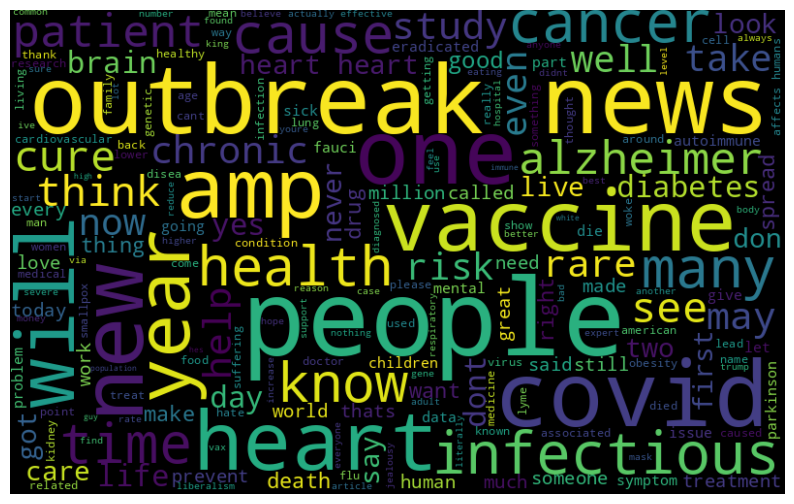 common number mean believe actually effective
found
patient cause study cancer look
thank healthy way king eradicated cell anyone always
research sure brain heart heart good part well even take affects humans
living family lot genetic age cant sick getting really hospital level
outbreak news
ive infection lung eating youre didnt something thought
cardiovascular back fauci feel use immune around autoimmune
cure lower chronic one alzheimer
high disea reduce million called best live diabetes spread
think amp never drug diagnosed vaccine
every start now going yes show better die woke white body don
man women via thing higher condition
love medical severe come health risk need rare many
today money year reason case please mental great made another give
will new help hope support used respiratory right bad see may
smallpox suffering nothing people expert american
problem population food doctor children virus said still two lead name let
work treat know gene obesity trump
increase day want medicine lyme first parkinson
got point make hate world thats data died covid
guy time vax adult literally known associated issue caused
kidney rate heart say mask
care find life everyone prevent flu jealousy infectious
related liberalism death article human much someone symptom treatment